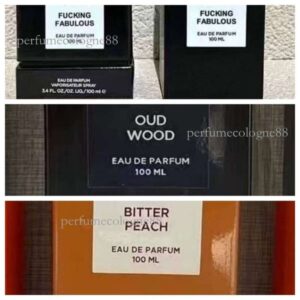 FUCKING
FABULOUS
EAU DE PARFUM
100 ML
EAU DE PARFUM
VAPORISATEUR SPRAY
3.4 FL. OZ./OZ. LIQ./100 ml ℮
FUCKING
FABULOUS
EAU DE PARFUM
100 ML
perfumecologne88
OUD
WOOD
perfumecologne88
EAU DE PARFUM
100 ML
BITTER
perfumecologne88
PEACH
EAU DE PARFUM
100 ML